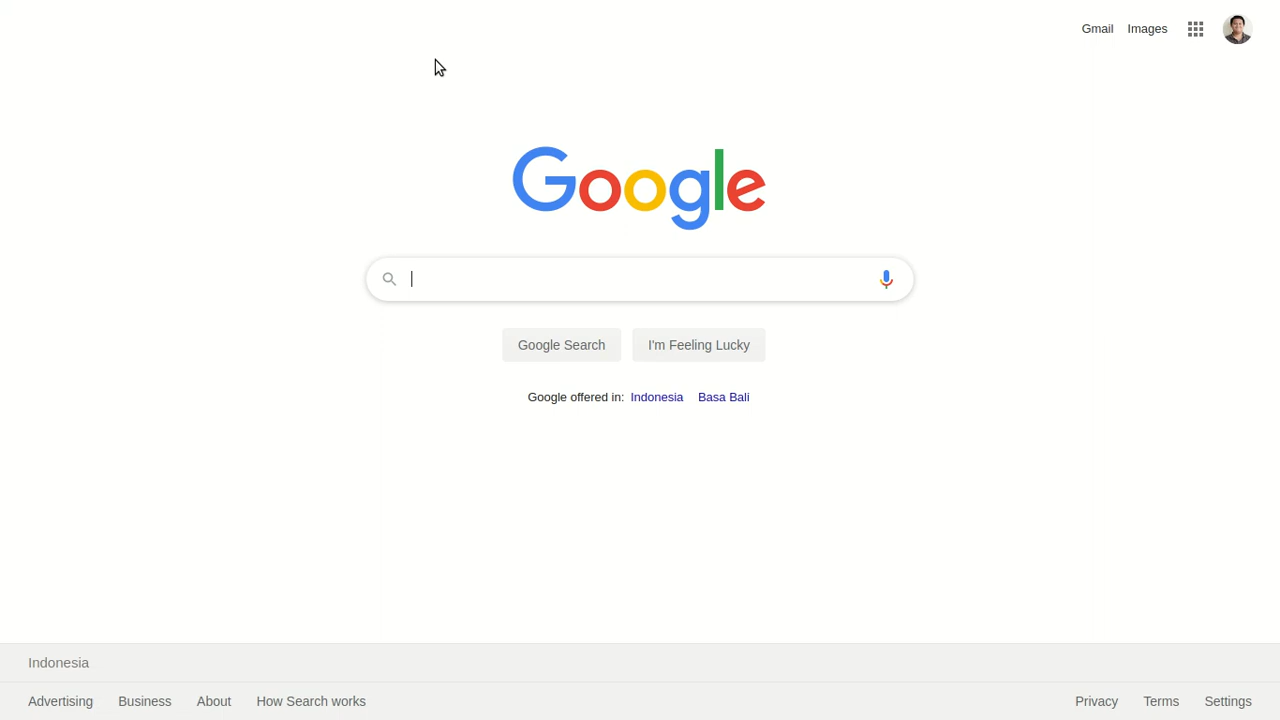 Gmail Images
Google
Google Search I'm Feeling Lucky
Google offered in: Indonesia Basa Bali
Indonesia
Advertising Business About How Search works Privacy Terms Settings